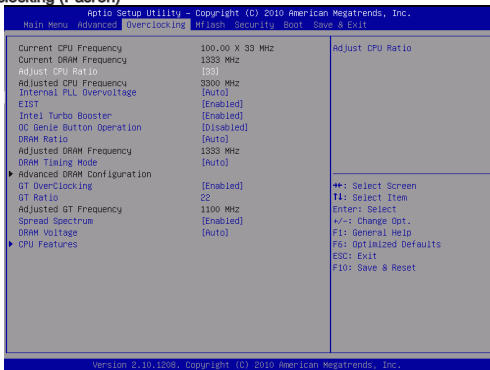 Aptio Setup Utility – Copyright (C) 2010 American Megatrends, Inc.
Main Menu Advanced Overclocking Mflash Security Boot Save & Exit
Current CPU Frequency 100.00 X 33 MHz Adjust CPU Ratio
Current DRAM Frequency 1333 MHz
Adjust CPU Ratio [33]
Adjusted CPU Frequency 3300 MHz
Internal PLL Overvoltage [Auto]
EIST [Enabled]
Intel Turbo Booster [Enabled]
OC Genie Button Operation [Disabled]
DRAM Ratio [Auto]
Adjusted DRAM Frequency 1333 MHz
DRAM Timing Mode [Auto]
Advanced DRAM Configuration
GT OverClocking [Enabled] →←: Select Screen
GT Ratio 22 ↑↓: Select Item
Adjusted GT Frequency 1100 MHz Enter: Select
Spread Spectrum [Enabled] +/-: Change Opt.
DRAM Voltage [Auto] F1: General Help
CPU Features F6: Optimized Defaults
ESC: Exit
F10: Save & Reset
Version 2.10.1208. Copyright (C) 2010 American Megatrends, Inc.